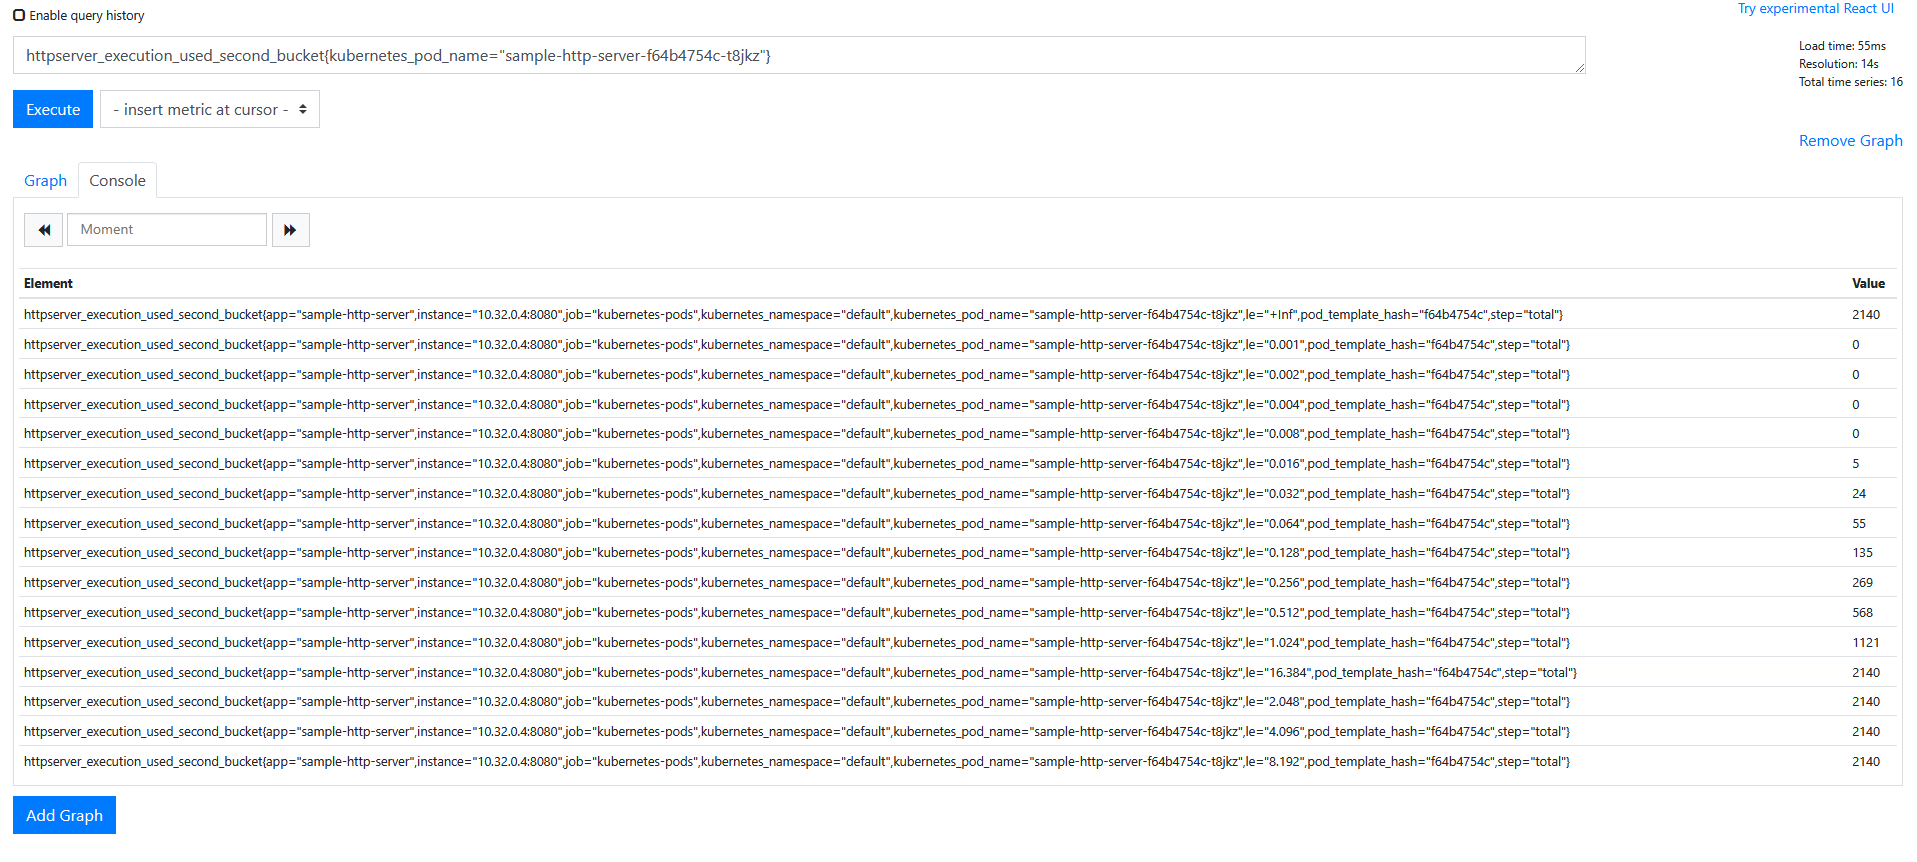 Enable query history
Try experimental React UI
httpserver_execution_used_second_bucket{kubernetes_pod_name="sample-http-server-f64b4754c-t8jkz"}
Load time: 55ms
Resolution: 14s
Total time series: 16
Execute
- insert metric at cursor -
Remove Graph
Graph
Console
Moment
Element Value
httpserver_execution_used_second_bucket{app="sample-http-server",instance="10.32.0.4:8080",job="kubernetes-pods",kubernetes_namespace="default",kubernetes_pod_name="sample-http-server-f64b4754c-t8jkz",le="+Inf",pod_template_hash="f64b4754c",step="total"} 2140
httpserver_execution_used_second_bucket{app="sample-http-server",instance="10.32.0.4:8080",job="kubernetes-pods",kubernetes_namespace="default",kubernetes_pod_name="sample-http-server-f64b4754c-t8jkz",le="0.001",pod_template_hash="f64b4754c",step="total"} 0
httpserver_execution_used_second_bucket{app="sample-http-server",instance="10.32.0.4:8080",job="kubernetes-pods",kubernetes_namespace="default",kubernetes_pod_name="sample-http-server-f64b4754c-t8jkz",le="0.002",pod_template_hash="f64b4754c",step="total"} 0
httpserver_execution_used_second_bucket{app="sample-http-server",instance="10.32.0.4:8080",job="kubernetes-pods",kubernetes_namespace="default",kubernetes_pod_name="sample-http-server-f64b4754c-t8jkz",le="0.004",pod_template_hash="f64b4754c",step="total"} 0
httpserver_execution_used_second_bucket{app="sample-http-server",instance="10.32.0.4:8080",job="kubernetes-pods",kubernetes_namespace="default",kubernetes_pod_name="sample-http-server-f64b4754c-t8jkz",le="0.008",pod_template_hash="f64b4754c",step="total"} 0
httpserver_execution_used_second_bucket{app="sample-http-server",instance="10.32.0.4:8080",job="kubernetes-pods",kubernetes_namespace="default",kubernetes_pod_name="sample-http-server-f64b4754c-t8jkz",le="0.016",pod_template_hash="f64b4754c",step="total"} 5
httpserver_execution_used_second_bucket{app="sample-http-server",instance="10.32.0.4:8080",job="kubernetes-pods",kubernetes_namespace="default",kubernetes_pod_name="sample-http-server-f64b4754c-t8jkz",le="0.032",pod_template_hash="f64b4754c",step="total"} 24
httpserver_execution_used_second_bucket{app="sample-http-server",instance="10.32.0.4:8080",job="kubernetes-pods",kubernetes_namespace="default",kubernetes_pod_name="sample-http-server-f64b4754c-t8jkz",le="0.064",pod_template_hash="f64b4754c",step="total"} 55
httpserver_execution_used_second_bucket{app="sample-http-server",instance="10.32.0.4:8080",job="kubernetes-pods",kubernetes_namespace="default",kubernetes_pod_name="sample-http-server-f64b4754c-t8jkz",le="0.128",pod_template_hash="f64b4754c",step="total"} 135
httpserver_execution_used_second_bucket{app="sample-http-server",instance="10.32.0.4:8080",job="kubernetes-pods",kubernetes_namespace="default",kubernetes_pod_name="sample-http-server-f64b4754c-t8jkz",le="0.256",pod_template_hash="f64b4754c",step="total"} 269
httpserver_execution_used_second_bucket{app="sample-http-server",instance="10.32.0.4:8080",job="kubernetes-pods",kubernetes_namespace="default",kubernetes_pod_name="sample-http-server-f64b4754c-t8jkz",le="0.512",pod_template_hash="f64b4754c",step="total"} 568
httpserver_execution_used_second_bucket{app="sample-http-server",instance="10.32.0.4:8080",job="kubernetes-pods",kubernetes_namespace="default",kubernetes_pod_name="sample-http-server-f64b4754c-t8jkz",le="1.024",pod_template_hash="f64b4754c",step="total"} 1121
httpserver_execution_used_second_bucket{app="sample-http-server",instance="10.32.0.4:8080",job="kubernetes-pods",kubernetes_namespace="default",kubernetes_pod_name="sample-http-server-f64b4754c-t8jkz",le="16.384",pod_template_hash="f64b4754c",step="total"} 2140
httpserver_execution_used_second_bucket{app="sample-http-server",instance="10.32.0.4:8080",job="kubernetes-pods",kubernetes_namespace="default",kubernetes_pod_name="sample-http-server-f64b4754c-t8jkz",le="2.048",pod_template_hash="f64b4754c",step="total"} 2140
httpserver_execution_used_second_bucket{app="sample-http-server",instance="10.32.0.4:8080",job="kubernetes-pods",kubernetes_namespace="default",kubernetes_pod_name="sample-http-server-f64b4754c-t8jkz",le="4.096",pod_template_hash="f64b4754c",step="total"} 2140
httpserver_execution_used_second_bucket{app="sample-http-server",instance="10.32.0.4:8080",job="kubernetes-pods",kubernetes_namespace="default",kubernetes_pod_name="sample-http-server-f64b4754c-t8jkz",le="8.192",pod_template_hash="f64b4754c",step="total"} 2140
Add Graph